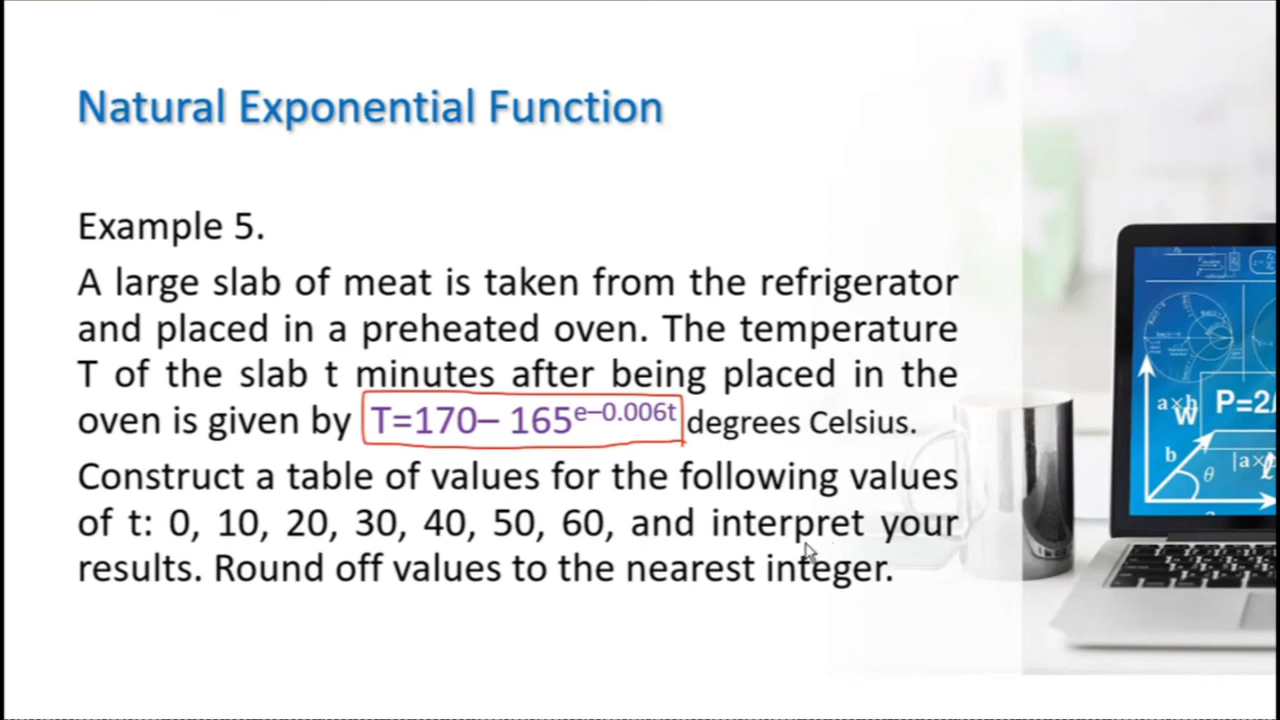 Natural Exponential Function
Example 5.
A large slab of meat is taken from the refrigerator
and placed in a preheated oven. The temperature
T of the slab t minutes after being placed in the
oven is given by T=170– 165e–0.006t degrees Celsius.
Construct a table of values for the following values
of t: 0, 10, 20, 30, 40, 50, 60, and interpret your
results. Round off values to the nearest integer.
a×b
W
P=2
b
θ
|a×